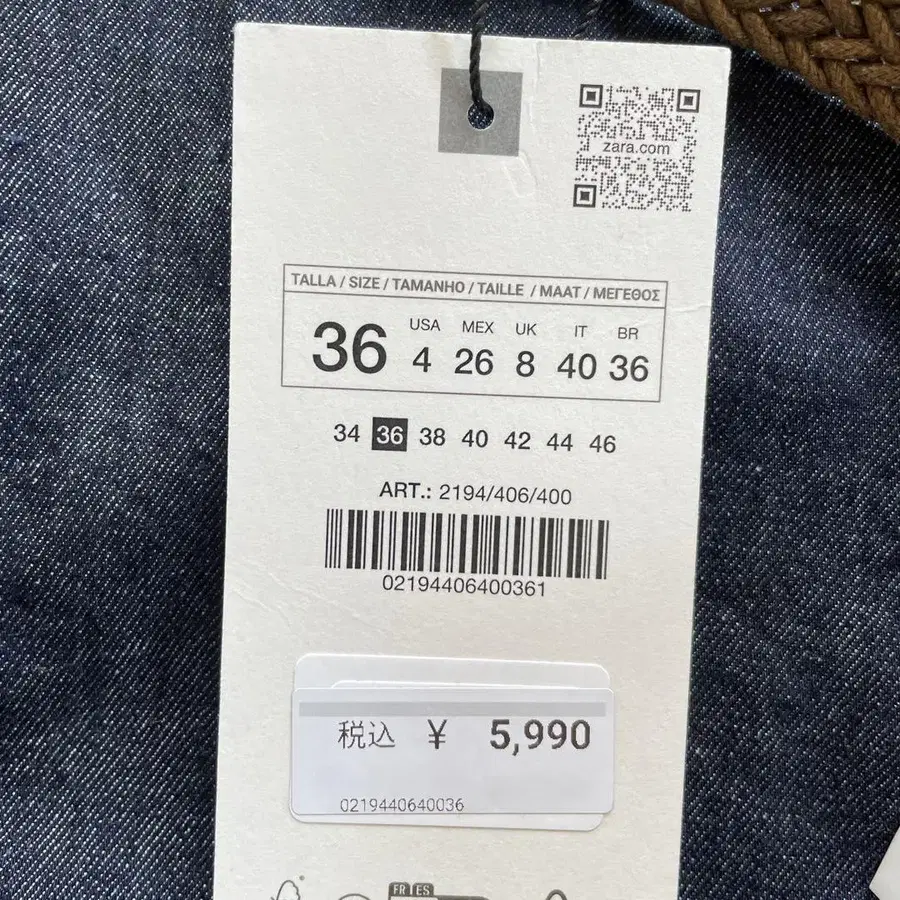 zara.com
TALLA / SIZE / TAMANHO / TAILLE / MAAT / ΜΕΓΕΘΟΣ
USA MEX UK IT BR
36 4 26 8 40 36
34 36 38 40 42 44 46
ART.: 2194/406/400
02194406400361
税込 ¥ 5,990
0219440640036
FR ES